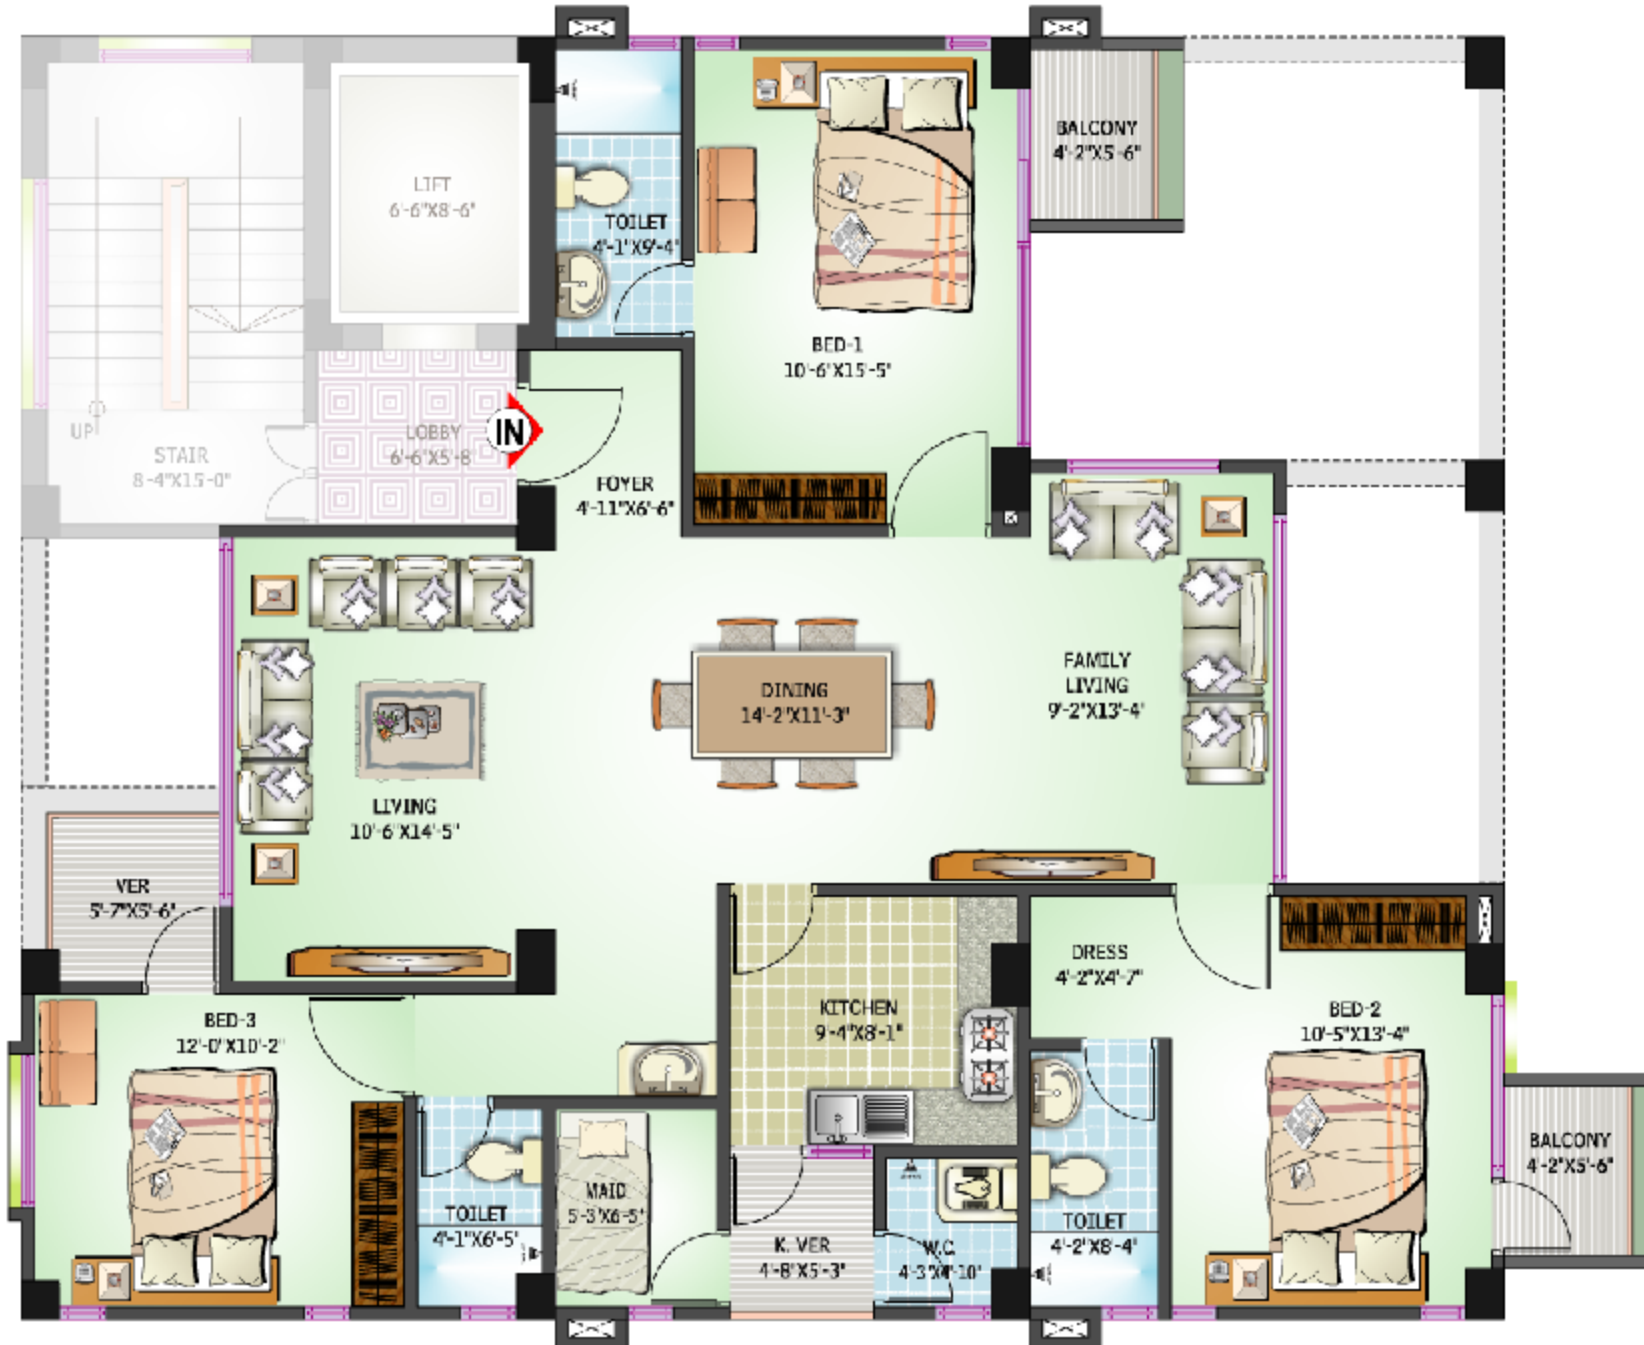 LIFT
6'-6"X8'-6"
TOILET
4'-1"X9'-4"
BED-1
10'-6"X15'-5"
BALCONY
4'-2"X5'-6"
UP
STAIR
8'-4"X15'-0"
LOBBY
6'-6"X5'-8"
IN
FOYER
4'-11"X6'-6"
LIVING
10'-6"X14'-5"
DINING
14'-2"X11'-3"
FAMILY
LIVING
9'-2"X13'-4"
VER
5'-7"X5'-6"
BED-3
12'-0"X10'-2"
KITCHEN
9'-4"X8'-1"
DRESS
4'-2"X4'-7"
BED-2
10'-5"X13'-4"
TOILET
4'-1"X6'-5"
MAID
5'-3"X6'-5"
K. VER
4'-8"X5'-3"
W.C.
4'-3"X4'-10"
TOILET
4'-2"X8'-4"
BALCONY
4'-2"X5'-6"